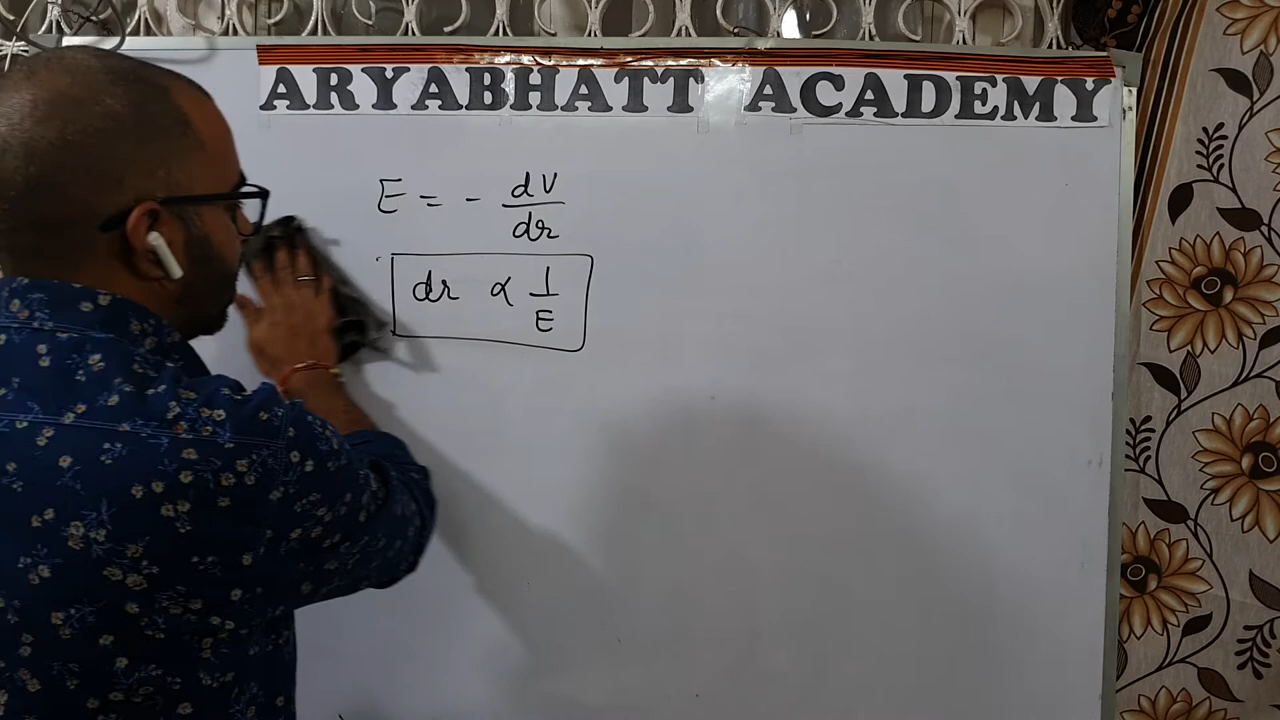 ARYABHATT ACADEMY
E = - dV/dr
dr ∝ 1/E